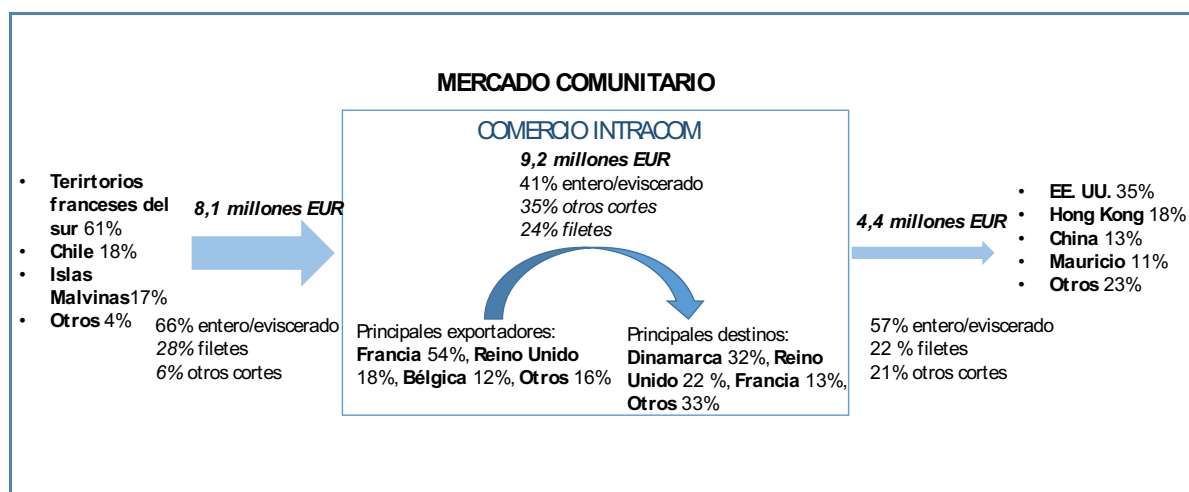 MERCADO COMUNITARIO
• Terirtorios
franceses del
sur 61%
• Chile 18%
• Islas
Malvinas17%
• Otros 4%
8,1 millones EUR
66% entero/eviscerado
28% filetes
6% otros cortes
COMERCIO INTRACOM
9,2 millones EUR
41% entero/eviscerado
35% otros cortes
24% filetes
Principales exportadores:
Francia 54%, Reino Unido
18%, Bélgica 12%, Otros 16%
Principales destinos:
Dinamarca 32%, Reino
Unido 22 %, Francia 13%,
Otros 33%
4,4 millones EUR
• EE. UU. 35%
• Hong Kong 18%
• China 13%
• Mauricio 11%
• Otros 23%
57% entero/eviscerado
22 % filetes
21% otros cortes